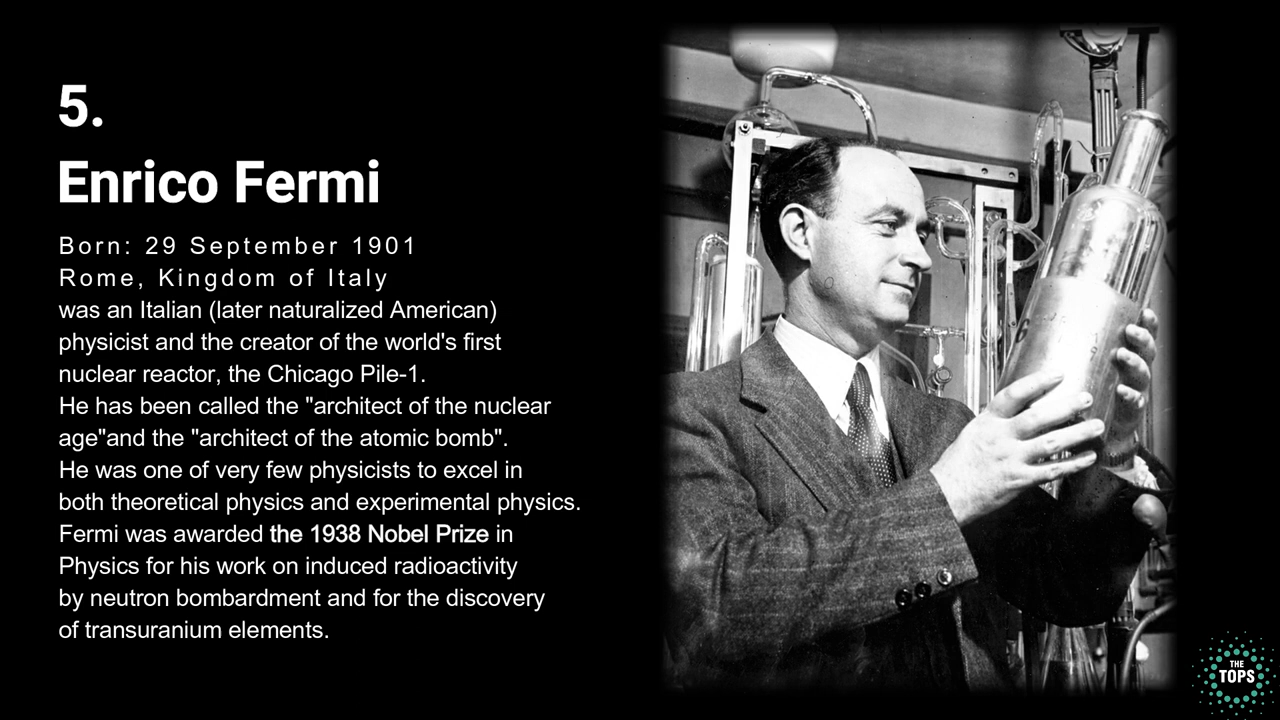 5.
Enrico Fermi
Born: 29 September 1901
Rome, Kingdom of Italy
was an Italian (later naturalized American)
physicist and the creator of the world's first
nuclear reactor, the Chicago Pile-1.
He has been called the "architect of the nuclear
age"and the "architect of the atomic bomb".
He was one of very few physicists to excel in
both theoretical physics and experimental physics.
Fermi was awarded the 1938 Nobel Prize in
Physics for his work on induced radioactivity
by neutron bombardment and for the discovery
of transuranium elements.
THE
TOPS